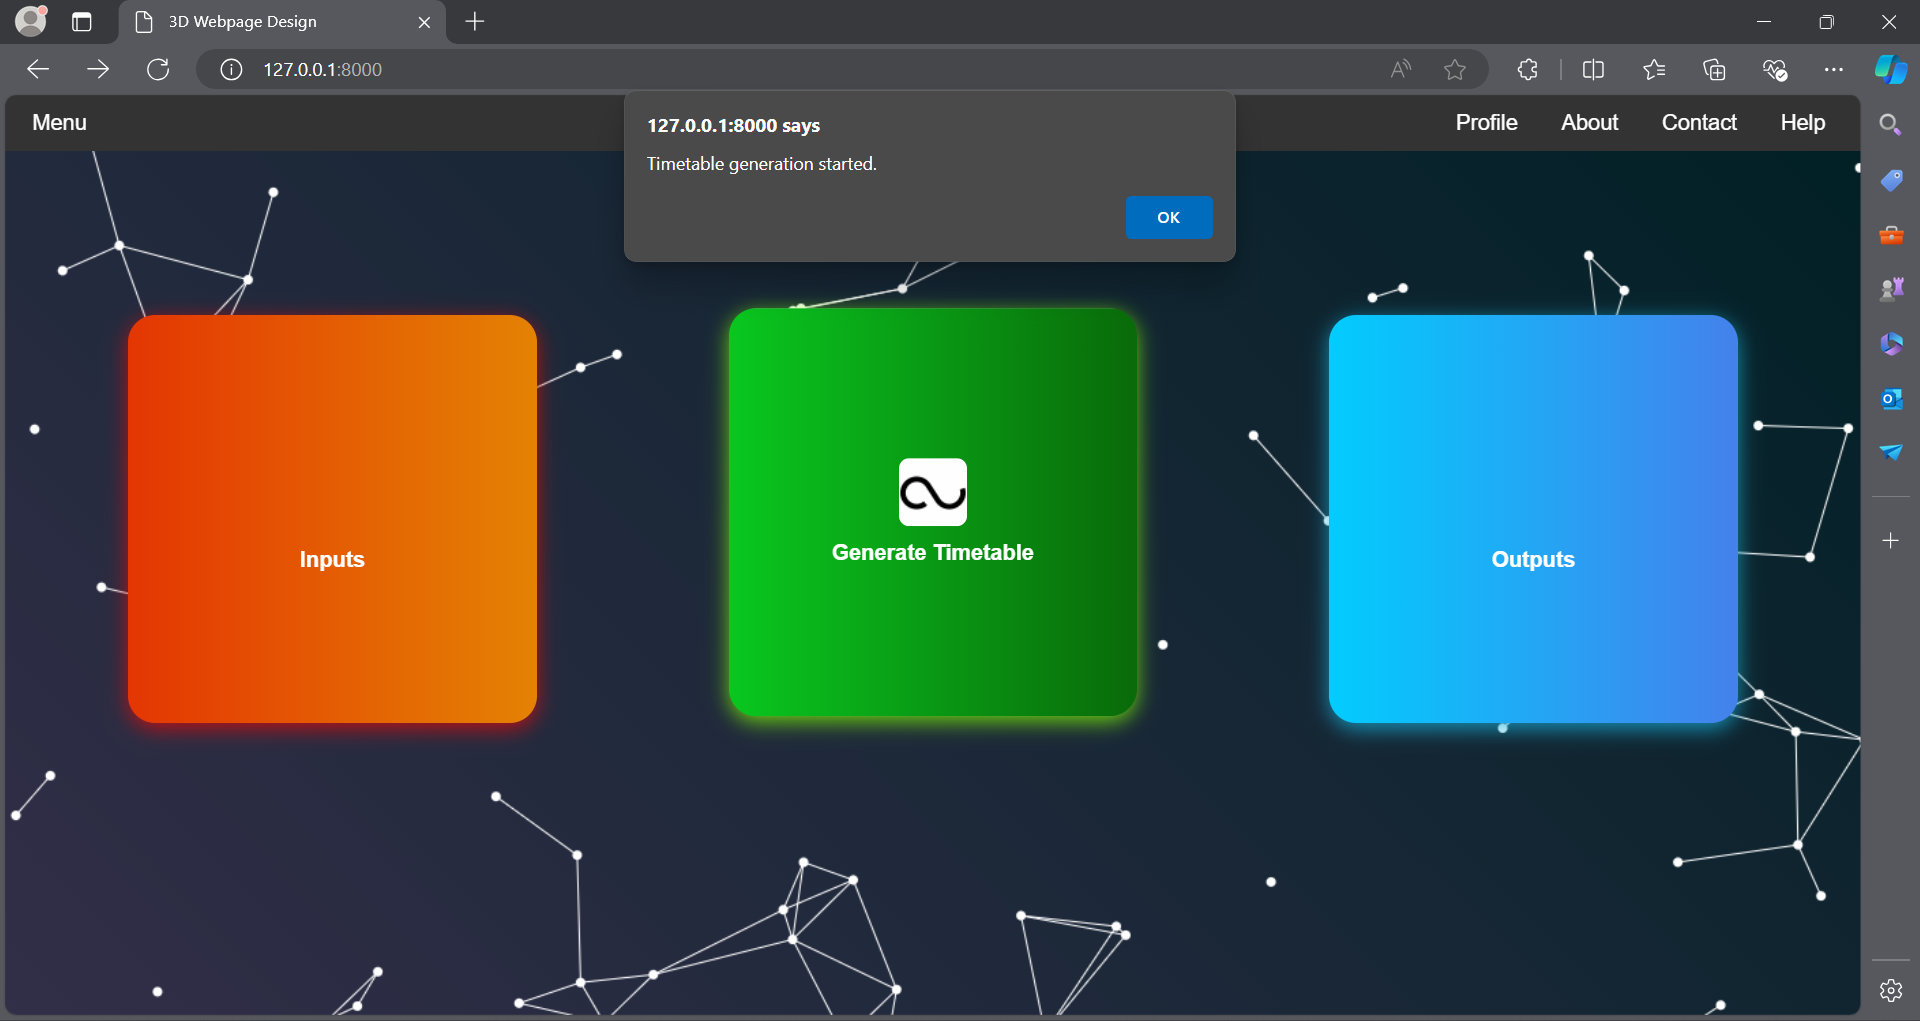 3D Webpage Design
127.0.0.1:8000
Menu
Profile About Contact Help
127.0.0.1:8000 says
Timetable generation started.
OK
Inputs
Generate Timetable
Outputs